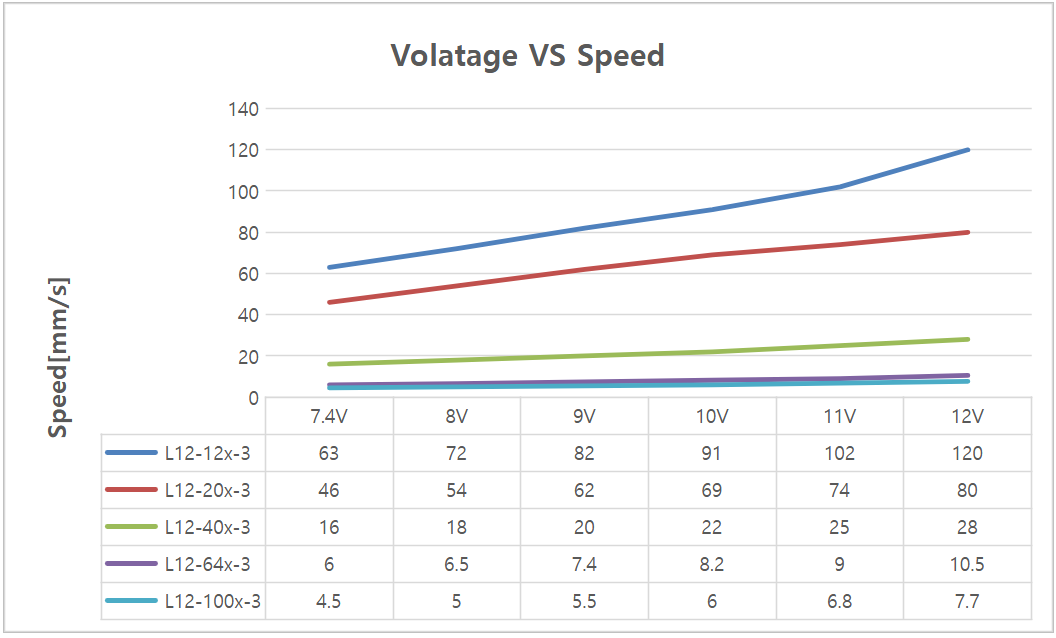 Volatage VS Speed
Speed[mm/s]
140
120
100
80
60
40
20
0
7.4V 8V 9V 10V 11V 12V
L12-12x-3 63 72 82 91 102 120
L12-20x-3 46 54 62 69 74 80
L12-40x-3 16 18 20 22 25 28
L12-64x-3 6 6.5 7.4 8.2 9 10.5
L12-100x-3 4.5 5 5.5 6 6.8 7.7